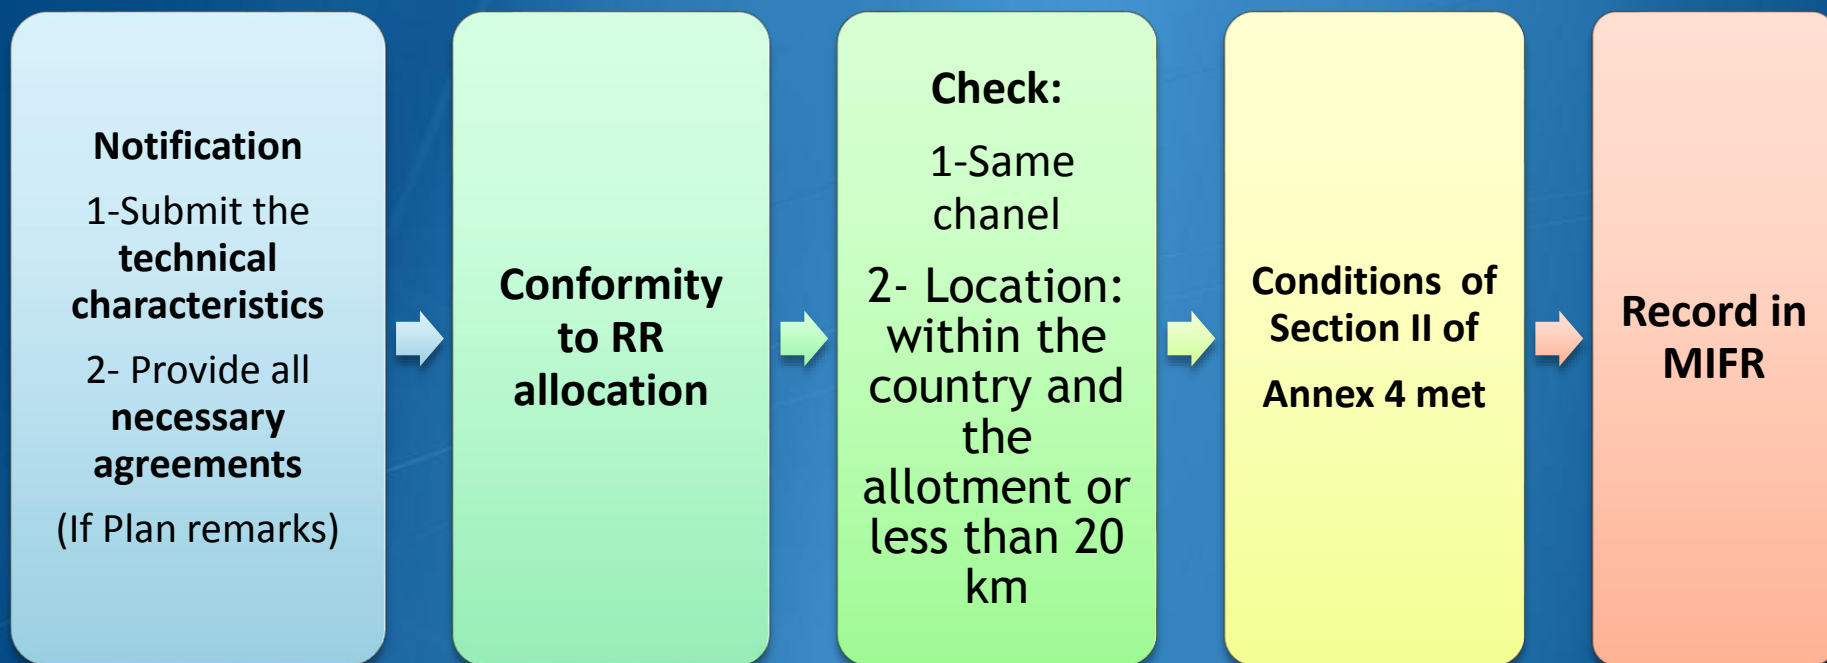 Notification
1-Submit the
technical
characteristics
2- Provide all
necessary
agreements
(If Plan remarks)
Conformity
to RR
allocation
Check:
1-Same
chanel
2- Location:
within the
country and
the
allotment or
less than 20
km
Conditions of
Section II of
Annex 4 met
Record in
MIFR